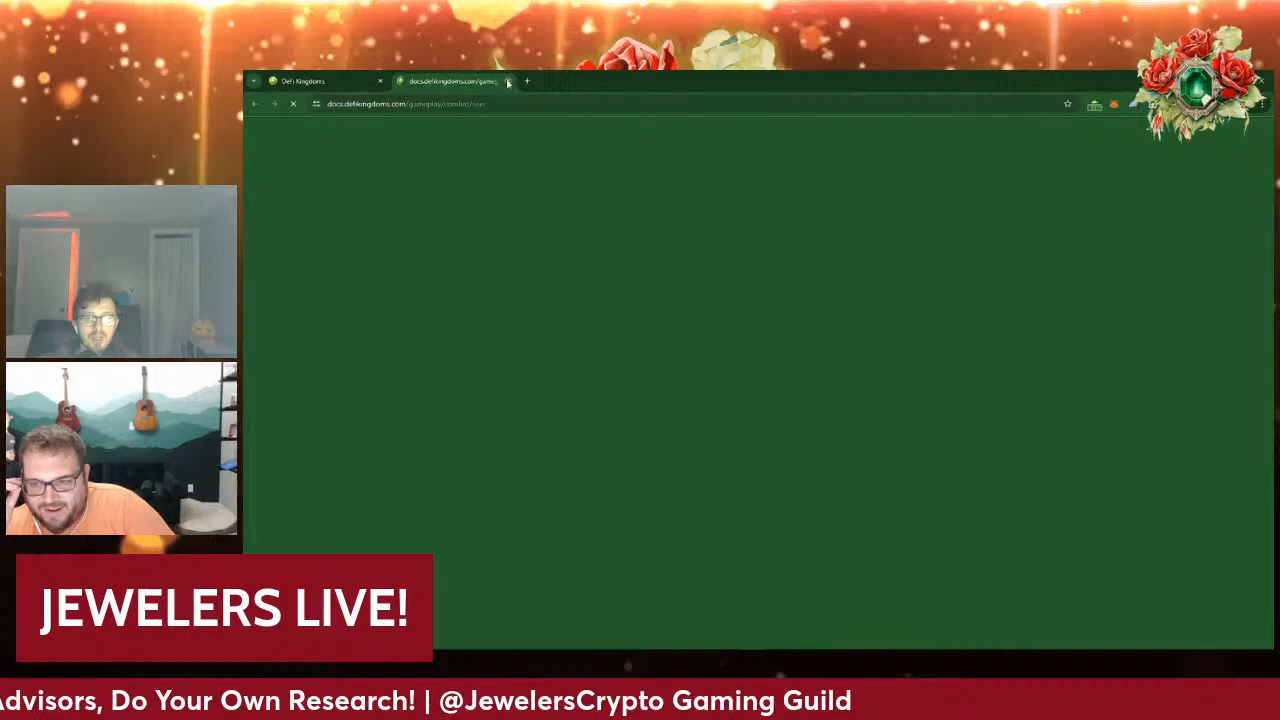 Defi Kingdoms
docs.defikingdoms.com/game
docs.defikingdoms.com/gameplay/combat/
JEWELERS LIVE!
Advisors, Do Your Own Research! | @JewelersCrypto Gaming Guild